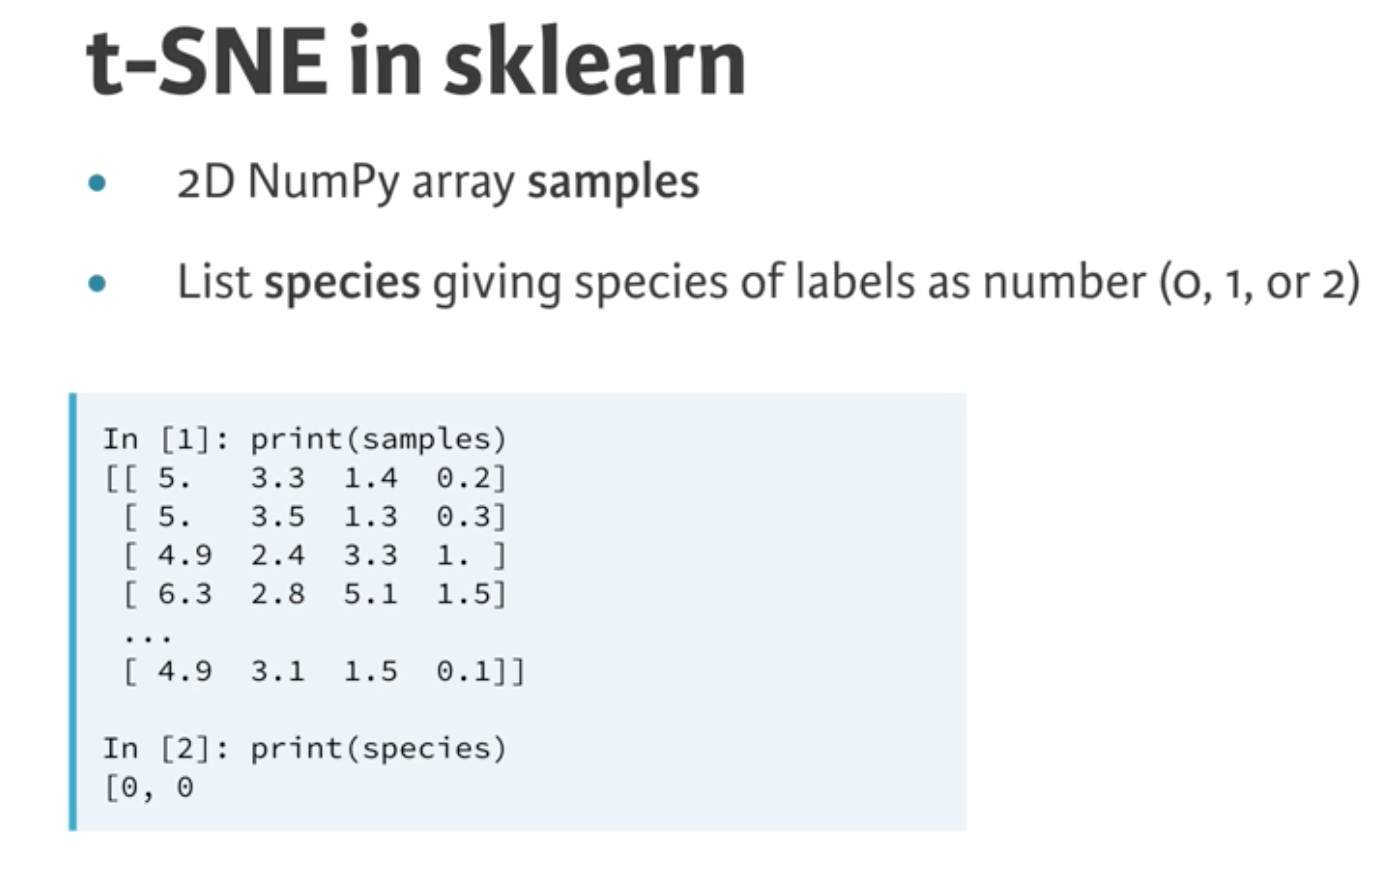 t-SNE in sklearn
• 2D NumPy array samples
• List species giving species of labels as number (0, 1, or 2)
In [1]: print(samples)
[[ 5.   3.3  1.4  0.2]
 [ 5.   3.5  1.3  0.3]
 [ 4.9  2.4  3.3  1. ]
 [ 6.3  2.8  5.1  1.5]
 ...
 [ 4.9  3.1  1.5  0.1]]
In [2]: print(species)
[0, 0